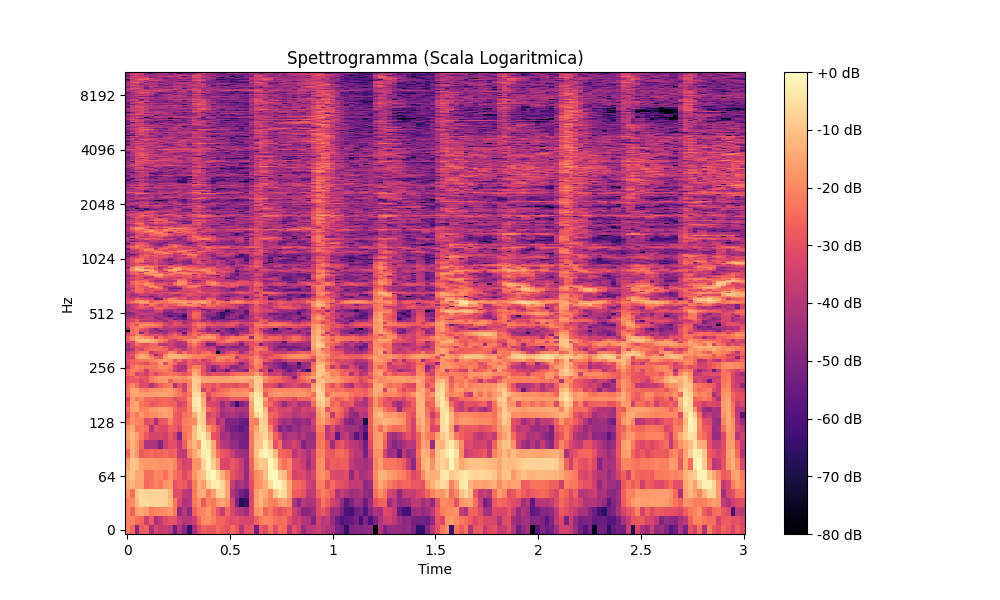 Spettrogramma (Scala Logaritmica)
Hz
8192
4096
2048
1024
512
256
128
64
0
0 0.5 1 1.5 2 2.5 3
Time
+0 dB
-10 dB
-20 dB
-30 dB
-40 dB
-50 dB
-60 dB
-70 dB
-80 dB